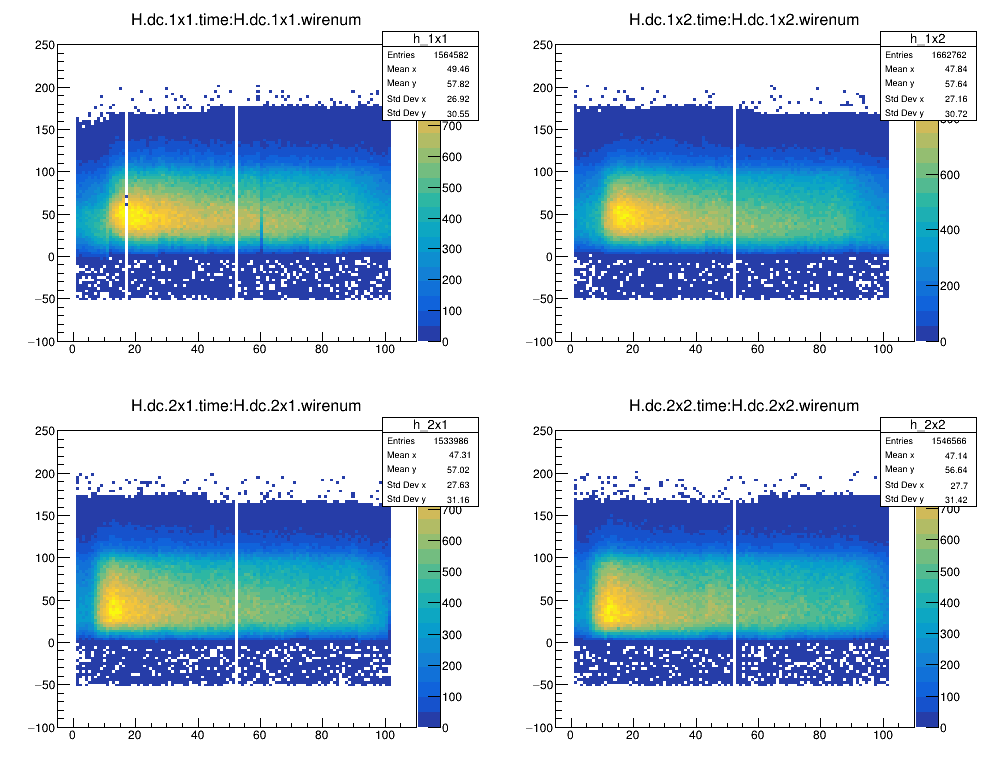 H.dc.1x1.time:H.dc.1x1.wirenum
h_1x1
Entries 1564582
Mean x 49.46
Mean y 57.82
Std Dev x 26.92
Std Dev y 30.55
250
200
150
100
50
0
−50
−100
0 20 40 60 80 100
700
600
500
400
300
200
100
0
H.dc.1x2.time:H.dc.1x2.wirenum
h_1x2
Entries 1662762
Mean x 47.84
Mean y 57.64
Std Dev x 27.16
Std Dev y 30.72
250
200
150
100
50
0
−50
−100
0 20 40 60 80 100
600
400
200
0
H.dc.2x1.time:H.dc.2x1.wirenum
h_2x1
Entries 1533986
Mean x 47.31
Mean y 57.02
Std Dev x 27.63
Std Dev y 31.16
250
200
150
100
50
0
−50
−100
0 20 40 60 80 100
700
600
500
400
300
200
100
0
H.dc.2x2.time:H.dc.2x2.wirenum
h_2x2
Entries 1546566
Mean x 47.14
Mean y 56.64
Std Dev x 27.7
Std Dev y 31.42
250
200
150
100
50
0
−50
−100
0 20 40 60 80 100
700
600
500
400
300
200
100
0